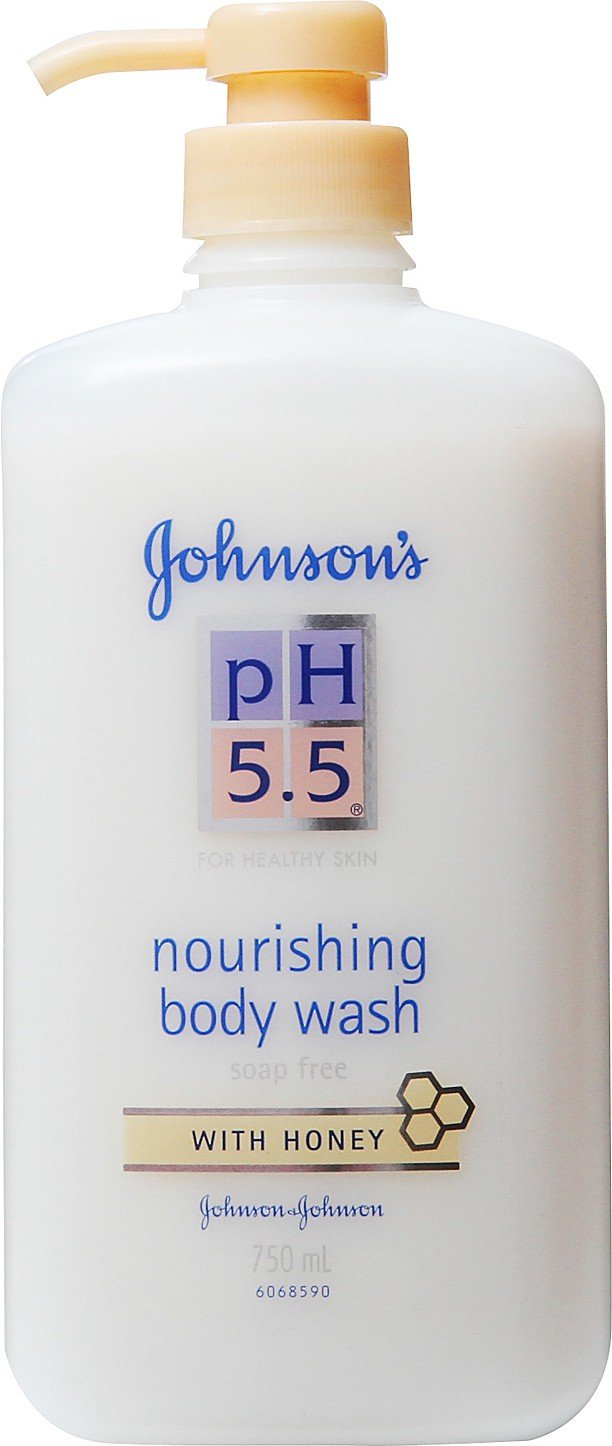 Johnson's
pH
5.5®
FOR HEALTHY SKIN
nourishing
body wash
soap free
WITH HONEY
Johnson & Johnson
750 mL
6068590